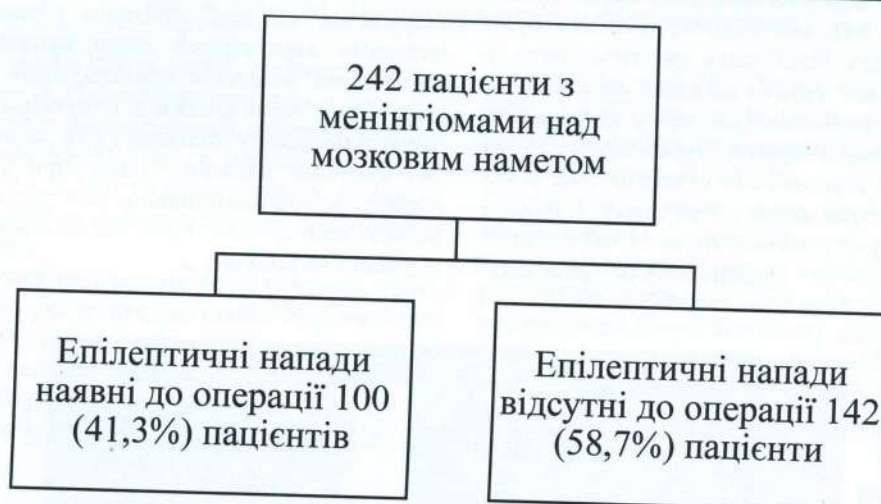 242 пацієнти з
менінгіомами над
мозковим наметом
Епілептичні напади
наявні до операції 100
(41,3%) пацієнтів
Епілептичні напади
відсутні до операції 142
(58,7%) пацієнти